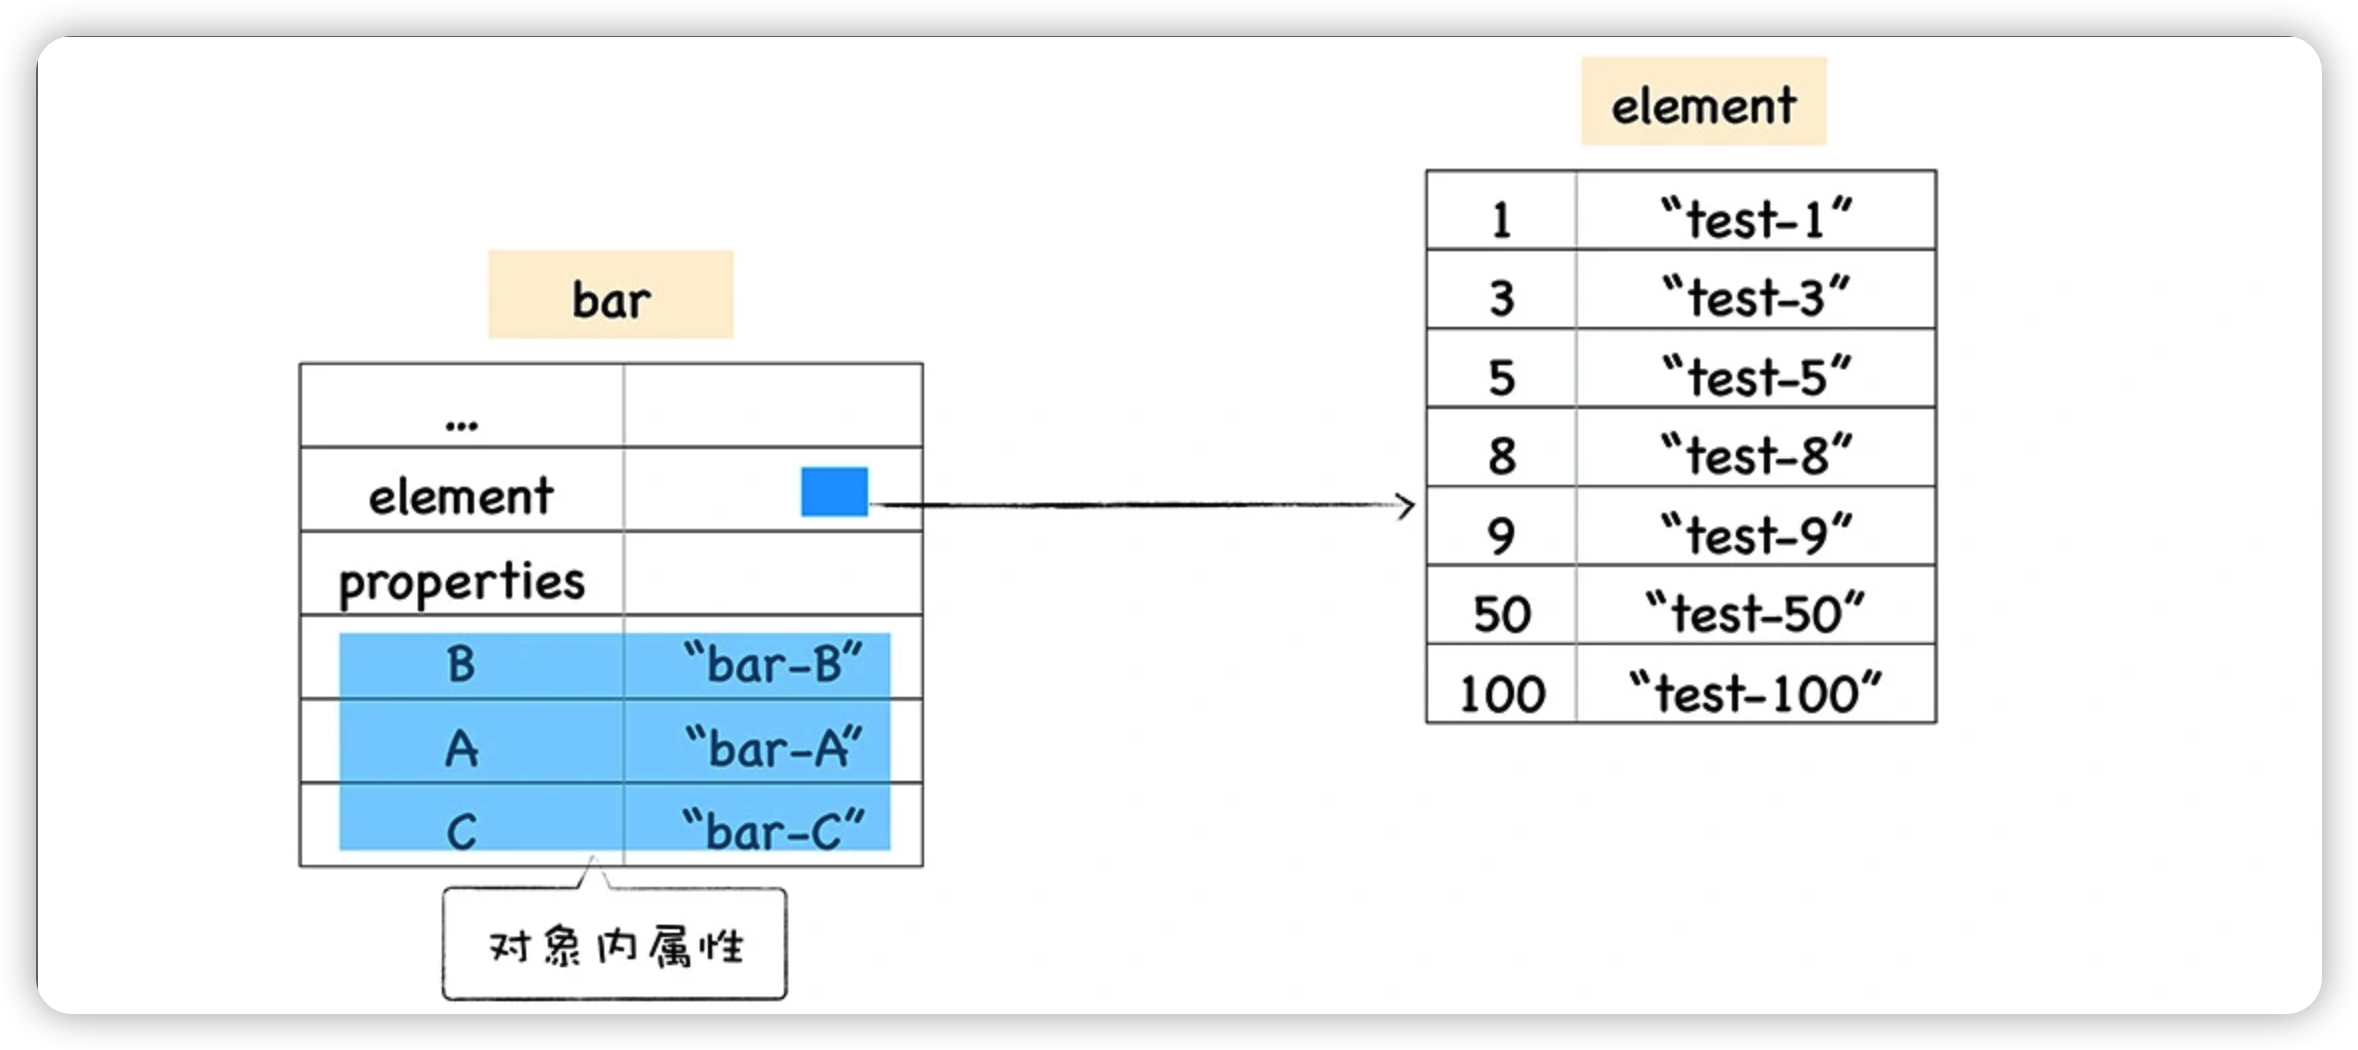 bar
...
element
properties
B "bar-B"
A "bar-A"
C "bar-C"
对象内属性
element
1 "test-1"
3 "test-3"
5 "test-5"
8 "test-8"
9 "test-9"
50 "test-50"
100 "test-100"